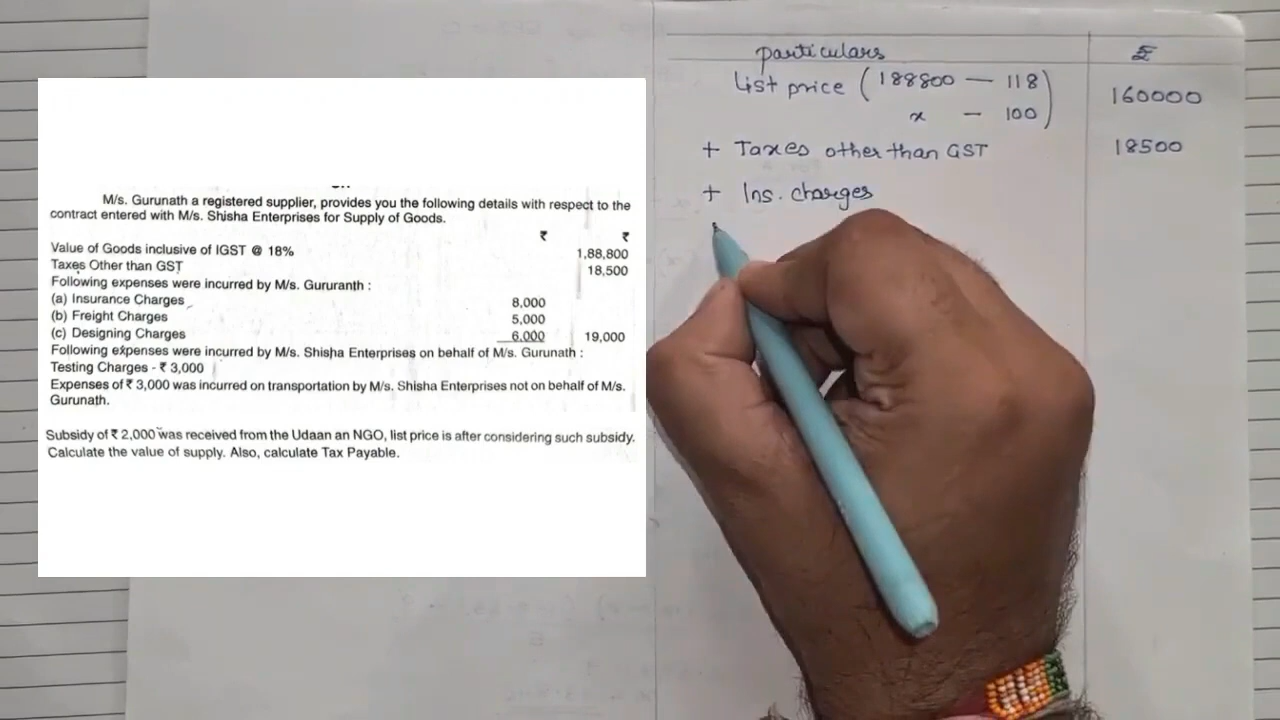 M/s. Gurunath a registered supplier, provides you the following details with respect to the
contract entered with M/s. Shisha Enterprises for Supply of Goods.
₹ ₹
Value of Goods inclusive of IGST @ 18% 1,88,800
Taxes Other than GST 18,500
Following expenses were incurred by M/s. Gururanth :
(a) Insurance Charges 8,000
(b) Freight Charges 5,000
(c) Designing Charges 6,000 19,000
Following expenses were incurred by M/s. Shisha Enterprises on behalf of M/s. Gurunath :
Testing Charges - ₹ 3,000
Expenses of ₹ 3,000 was incurred on transportation by M/s. Shisha Enterprises not on behalf of M/s.
Gurunath.
Subsidy of ₹ 2,000 was received from the Udaan an NGO, list price is after considering such subsidy.
Calculate the value of supply. Also, calculate Tax Payable.
particulars ₹
List price (188800 — 118 160000
x — 100)
+ Taxes other than GST 18500
+ Ins. charges